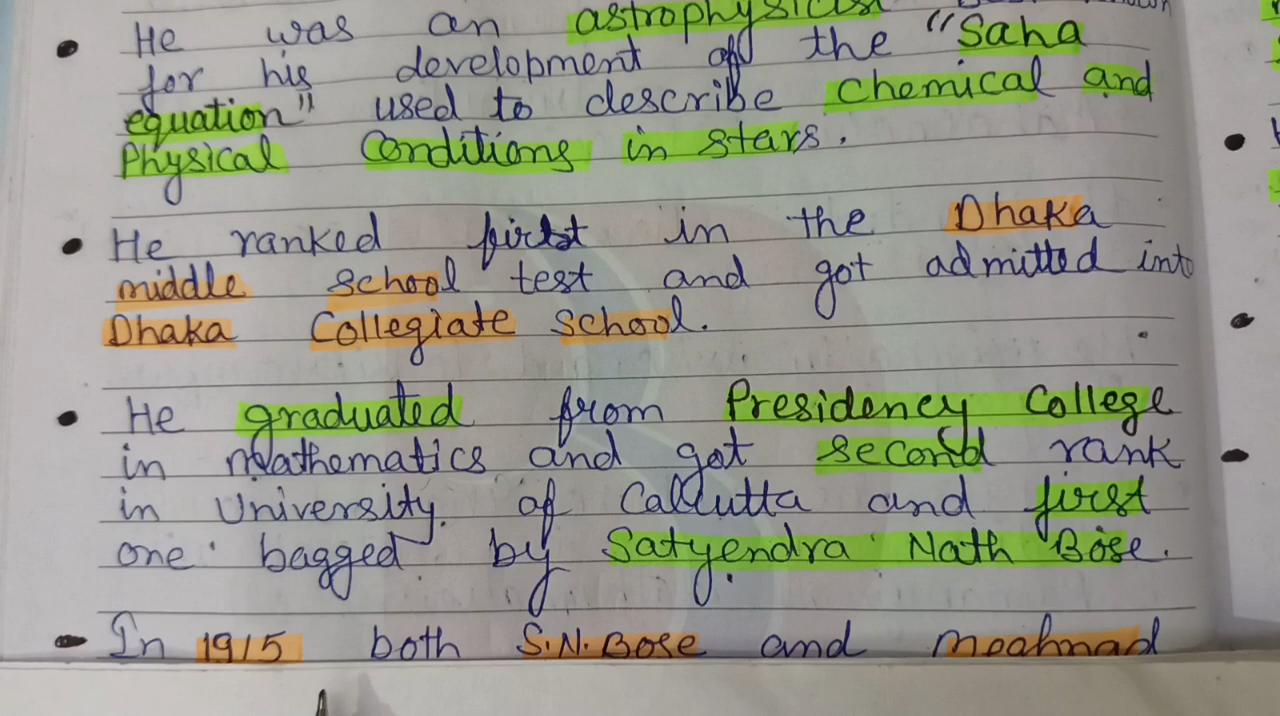 He was an astrophysicist
for his development of the "Saha
equation" used to describe chemical and
Physical Conditions in stars.
He ranked first in the Dhaka
middle school test and got admitted into
Dhaka Collegiate School.
He graduated from Presidency College
in mathematics and got second rank
in University of Calcutta and first
one bagged by Satyendra Nath Bose.
In 1915 both S.N. Bose and Meahnad